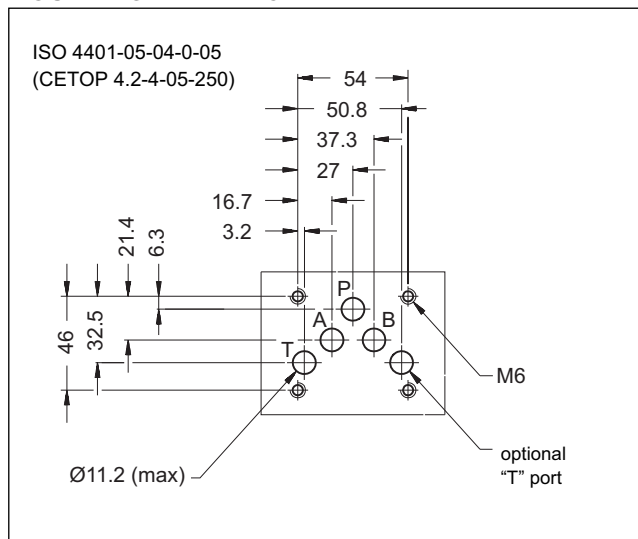 ISO 4401-05-04-0-05
(CETOP 4.2-4-05-250)
54
50.8
37.3
27
16.7
3.2
21.4
6.3
46
32.5
P
A
B
T
M6
Ø11.2 (max)
optional
“T” port